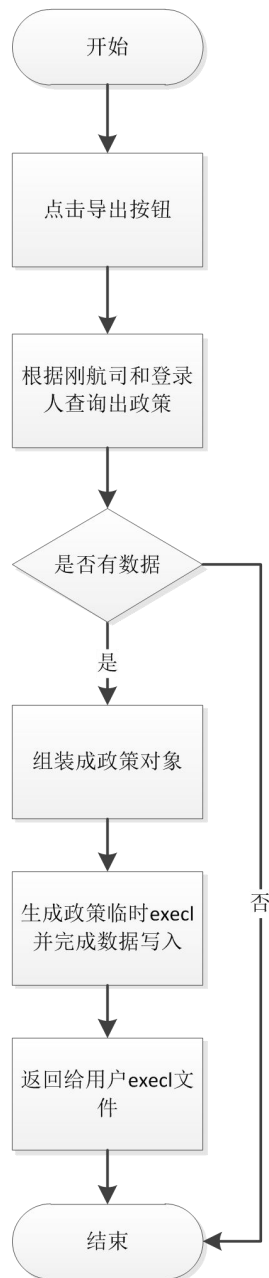 开始
点击导出按钮
根据刚航司和登录
人查询出政策
是否有数据
是
组装成政策对象
生成政策临时execl
并完成数据写入
否
返回给用户execl文
件
结束